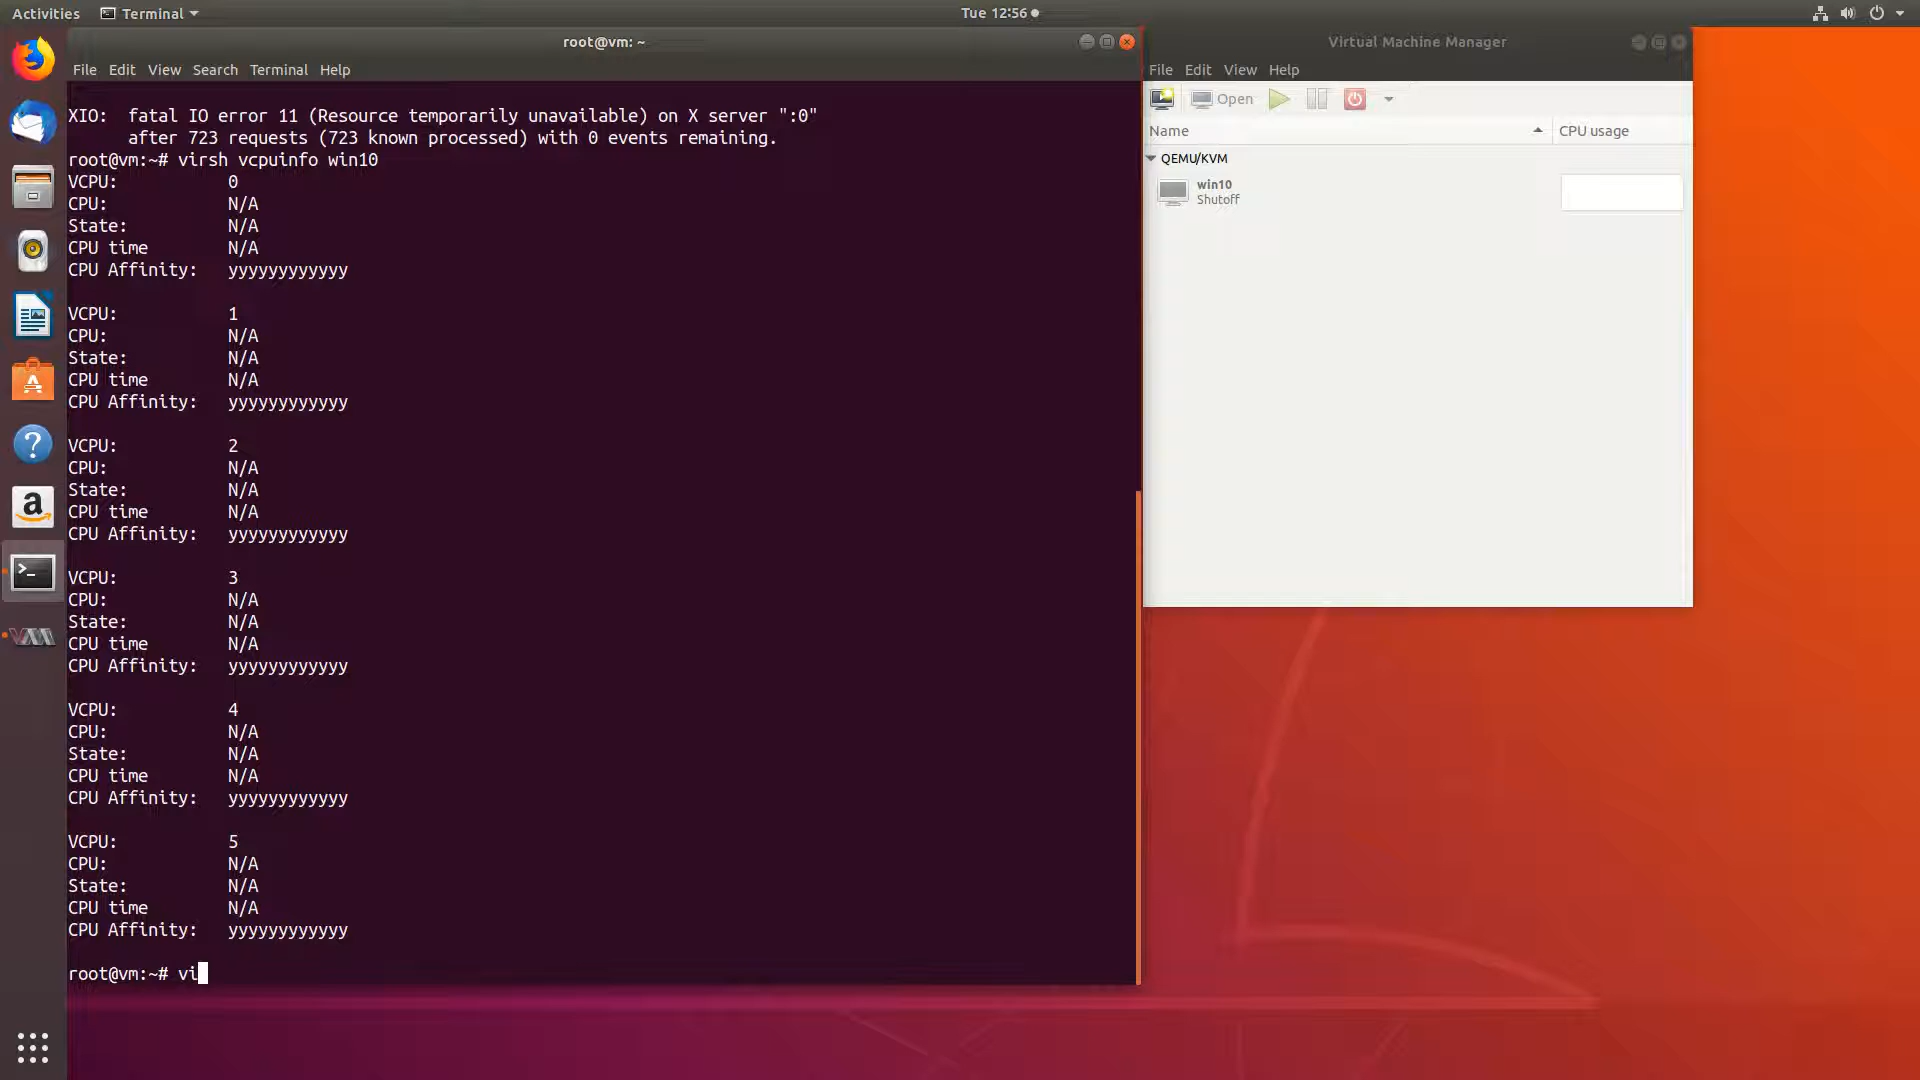 Activities
Terminal
Tue 12:56
root@vm: ~
File Edit View Search Terminal Help
XIO:  fatal IO error 11 (Resource temporarily unavailable) on X server ":0"
      after 723 requests (723 known processed) with 0 events remaining.
root@vm:~# virsh vcpuinfo win10
VCPU:           0
CPU:            N/A
State:          N/A
CPU time        N/A
CPU Affinity:   yyyyyyyyyyyy
VCPU:           1
CPU:            N/A
State:          N/A
CPU time        N/A
CPU Affinity:   yyyyyyyyyyyy
VCPU:           2
CPU:            N/A
State:          N/A
CPU time        N/A
CPU Affinity:   yyyyyyyyyyyy
VCPU:           3
CPU:            N/A
State:          N/A
CPU time        N/A
CPU Affinity:   yyyyyyyyyyyy
VCPU:           4
CPU:            N/A
State:          N/A
CPU time        N/A
CPU Affinity:   yyyyyyyyyyyy
VCPU:           5
CPU:            N/A
State:          N/A
CPU time        N/A
CPU Affinity:   yyyyyyyyyyyy
root@vm:~# vi
Virtual Machine Manager
File Edit View Help
Open
Name CPU usage
QEMU/KVM
win10
Shutoff